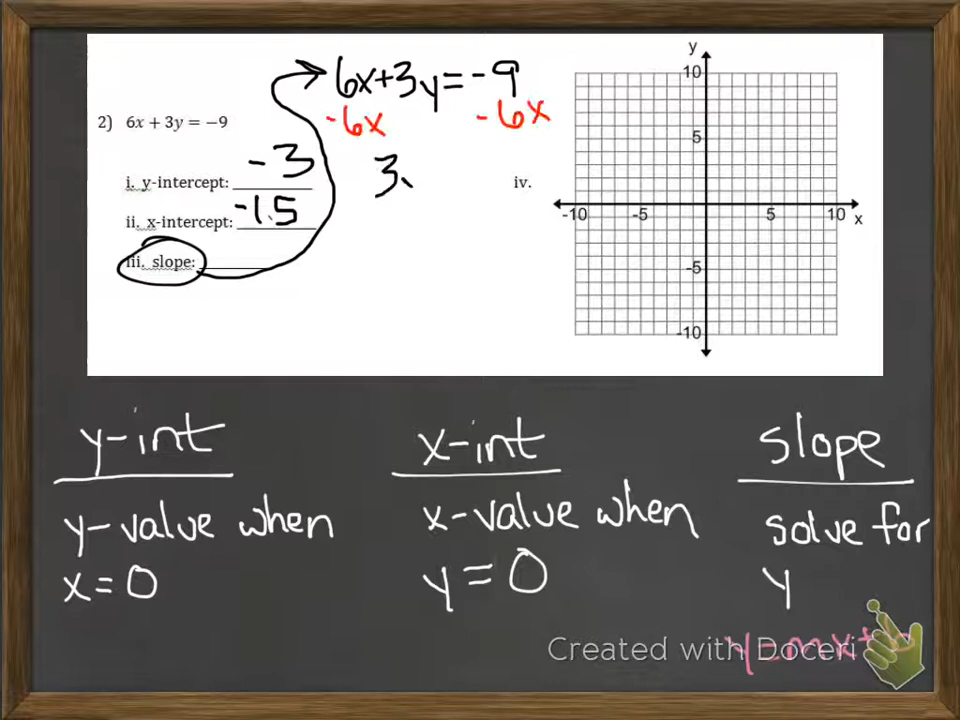 6x+3y=-9
-6x -6x
3
2) 6x + 3y = −9
-3
i. y-intercept:
-1.5
ii. x-intercept:
iii. slope:
iv.
y
10
5
-10 -5 5 10 x
-5
-10
y-int
y-value when
x=0
x-int
x-value when
y=0
slope
solve for
y
y=mx+
Created with Doceri